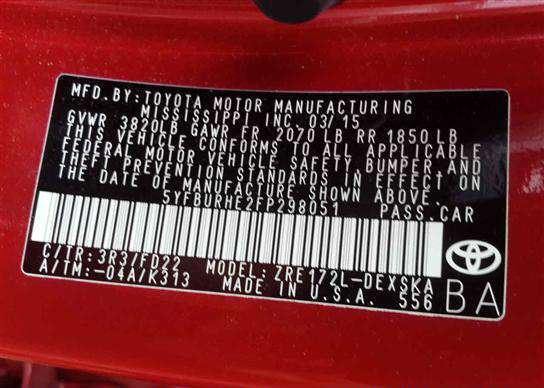 MFD. BY: TOYOTA MOTOR MANUFACTURING
MISSISSIPPI INC. 03/15
GVWR 3820LB GAWR FR 2070 LB RR 1850 LB
THIS VEHICLE CONFORMS TO ALL APPLICABLE
FEDERAL MOTOR VEHICLE SAFETY, BUMPER, AND
THEFT PREVENTION STANDARDS IN EFFECT ON
THE DATE OF MANUFACTURE SHOWN ABOVE.
5YFBURHE2FP298051 PASS. CAR
C/TR: 3R3/FD22 MODEL: ZRE172L-DEXSKA
A/TM: -04A/K313 MADE IN U.S.A. 556
BA